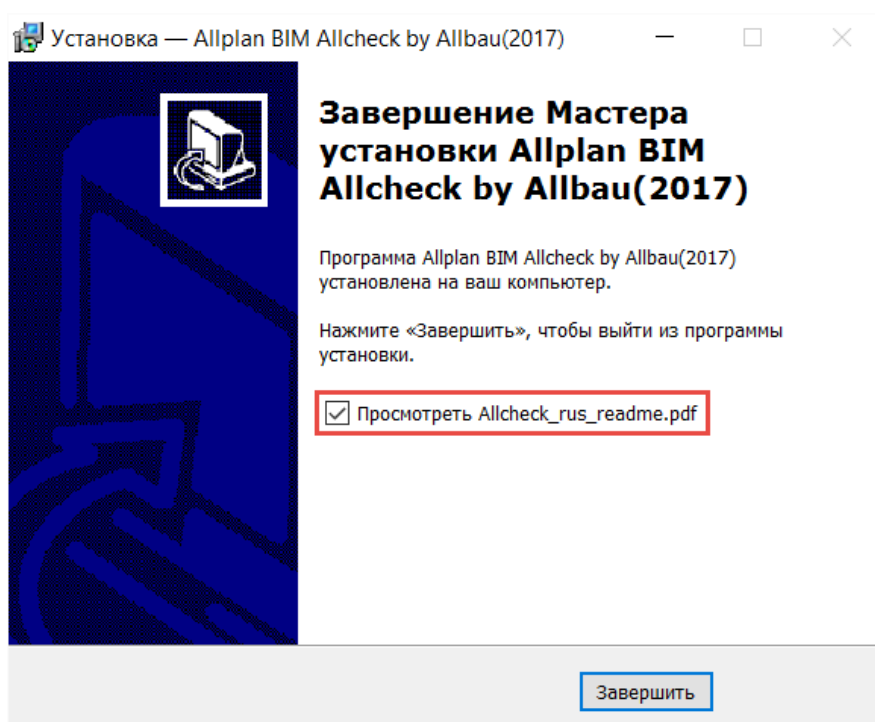 Установка — Allplan BIM Allcheck by Allbau(2017)
Завершение Мастера
установки Allplan BIM
Allcheck by Allbau(2017)
Программа Allplan BIM Allcheck by Allbau(2017)
установлена на ваш компьютер.
Нажмите «Завершить», чтобы выйти из программы
установки.
Просмотреть Allcheck_rus_readme.pdf
Завершить